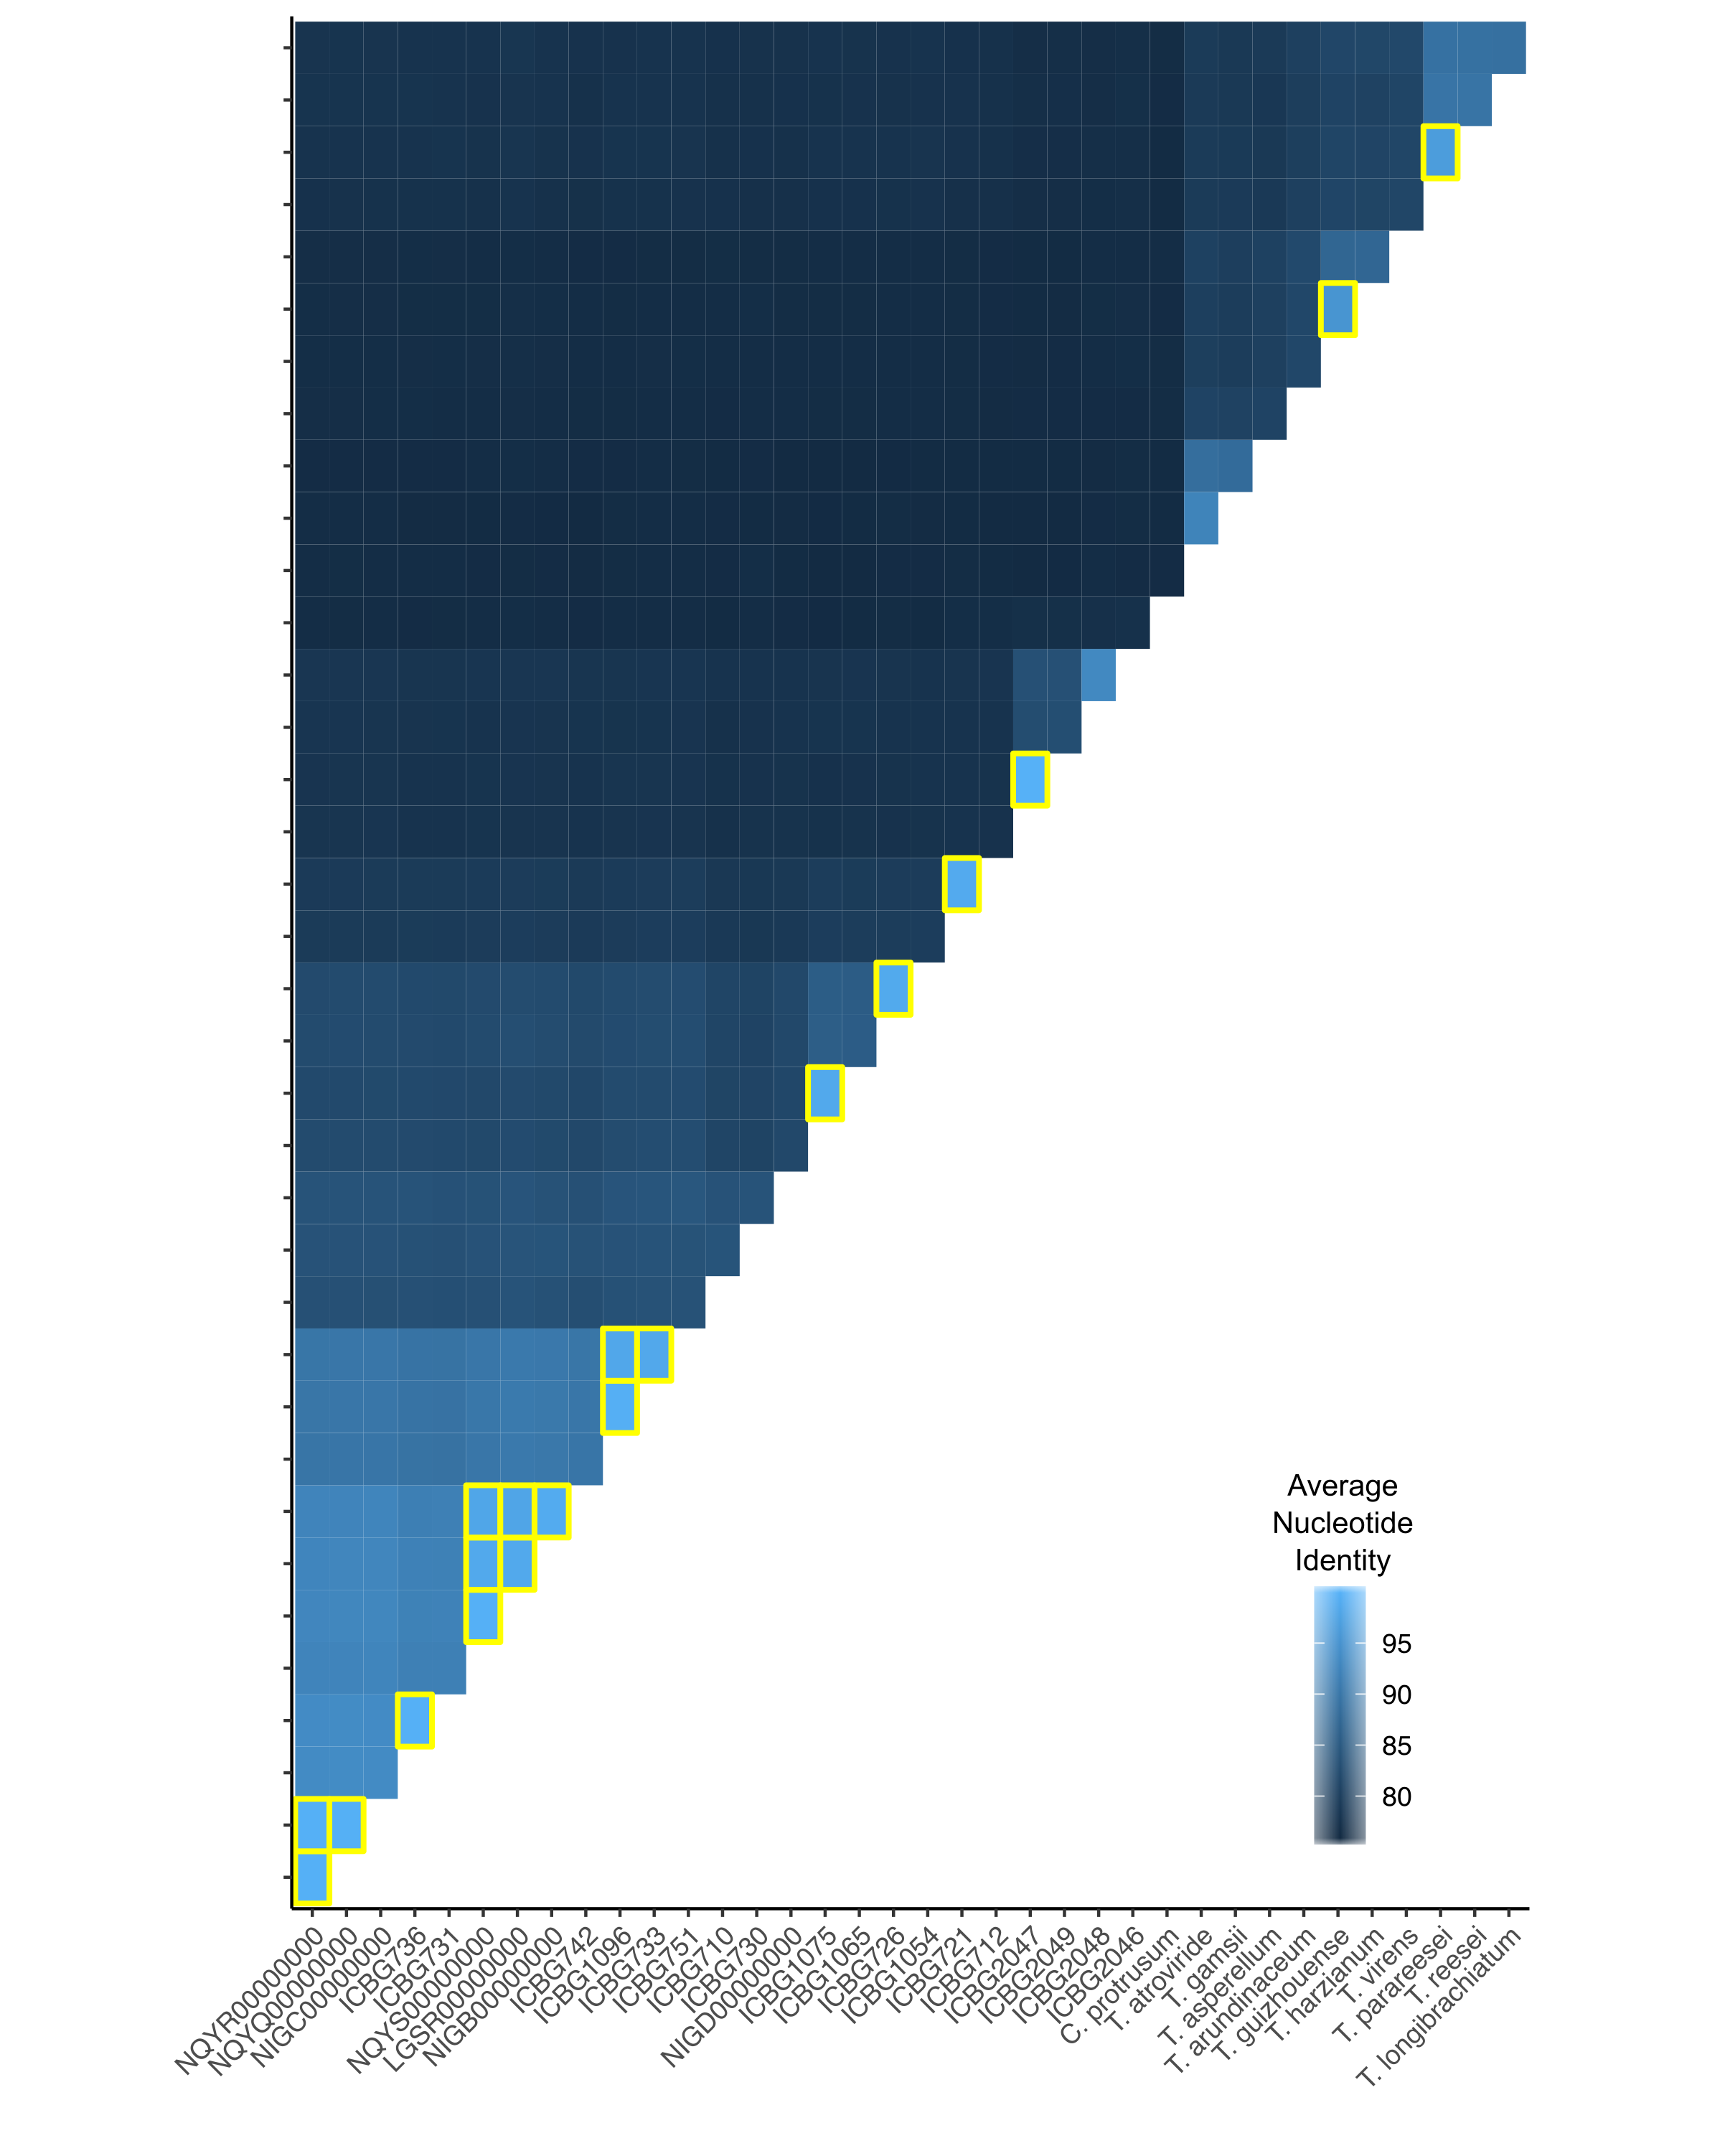 Average
Nucleotide
Identity
95
90
85
80
NQYR00000000
NQYQ00000000
NIGC00000000
ICBG736
ICBG731
NQYS00000000
LGSR00000000
NIGB00000000
ICBG742
ICBG1096
ICBG733
ICBG751
ICBG710
ICBG730
NIGD00000000
ICBG1075
ICBG1065
ICBG726
ICBG1054
ICBG721
ICBG712
ICBG2047
ICBG2049
ICBG2048
ICBG2046
C. protrusum
T. atroviride
T. gamsii
T. asperellum
T. arundinaceum
T. guizhouense
T. harzianum
T. virens
T. pareesei
T. reesei
T. longibrachiatum